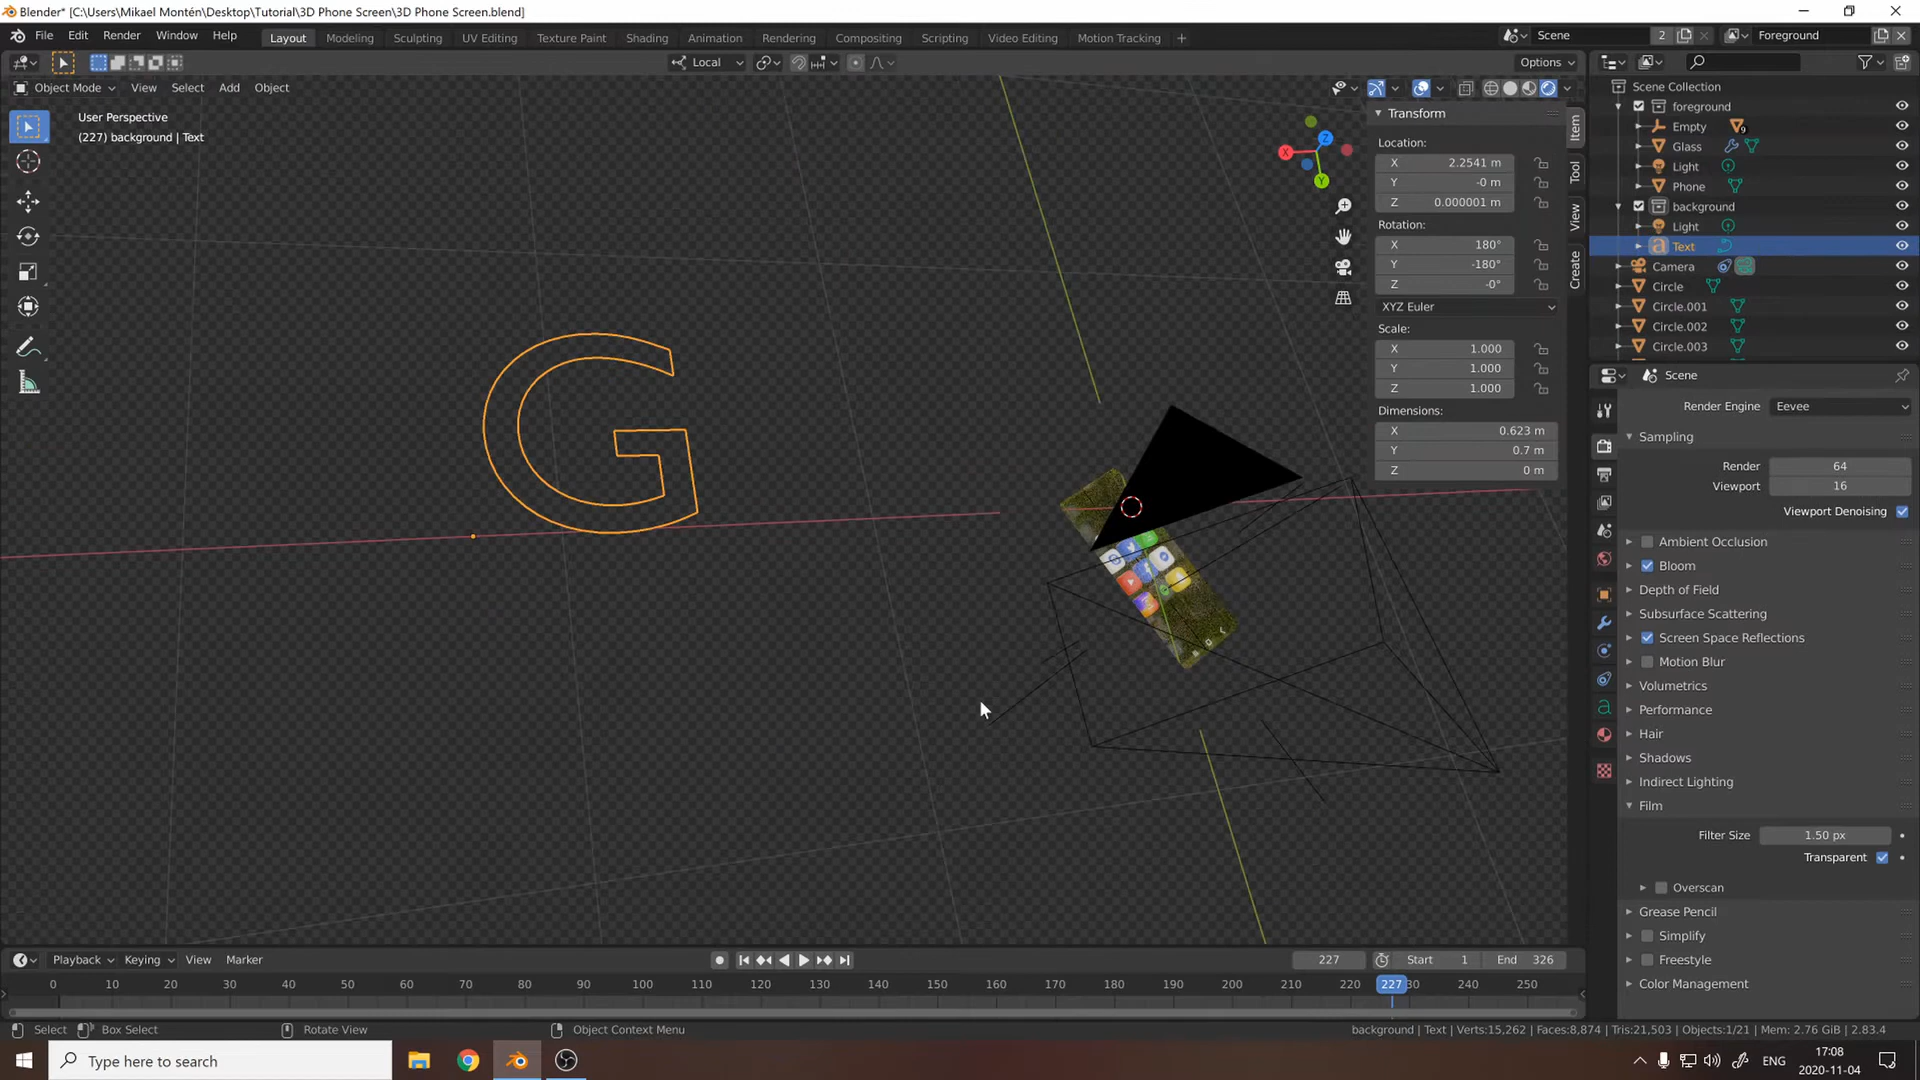 Blender* [C:\Users\Mikael Montén\Desktop\Tutorial\3D Phone Screen\3D Phone Screen.blend]
File Edit Render Window Help Layout Modeling Sculpting UV Editing Texture Paint Shading Animation Rendering Compositing Scripting Video Editing Motion Tracking + Scene 2 Foreground
Local Options
Object Mode View Select Add Object
User Perspective
(227) background | Text
G
X
Y
Z
Transform
Location:
X 2.2541 m
Y -0 m
Z 0.000001 m
Rotation:
X 180°
Y -180°
Z -0°
XYZ Euler
Scale:
X 1.000
Y 1.000
Z 1.000
Dimensions:
X 0.623 m
Y 0.7 m
Z 0 m
Item
Tool
View
Create
Scene Collection
foreground
Empty 9
Glass
Light
Phone
background
Light
Text
Camera
Circle
Circle.001
Circle.002
Circle.003
Scene
Render Engine Eevee
Sampling
Render 64
Viewport 16
Viewport Denoising
Ambient Occlusion
Bloom
Depth of Field
Subsurface Scattering
Screen Space Reflections
Motion Blur
Volumetrics
Performance
Hair
Shadows
Indirect Lighting
Film
Filter Size 1.50 px
Transparent
Overscan
Grease Pencil
Simplify
Freestyle
Color Management
Playback Keying View Marker 227 Start 1 End 326
0 10 20 30 40 50 60 70 80 90 100 110 120 130 140 150 160 170 180 190 200 210 220 227 30 240 250
Select Box Select Rotate View Object Context Menu background | Text | Verts:15,262 | Faces:8,874 | Tris:21,503 | Objects:1/21 | Mem: 2.76 GiB | 2.83.4
Type here to search ENG 17:08
2020-11-04